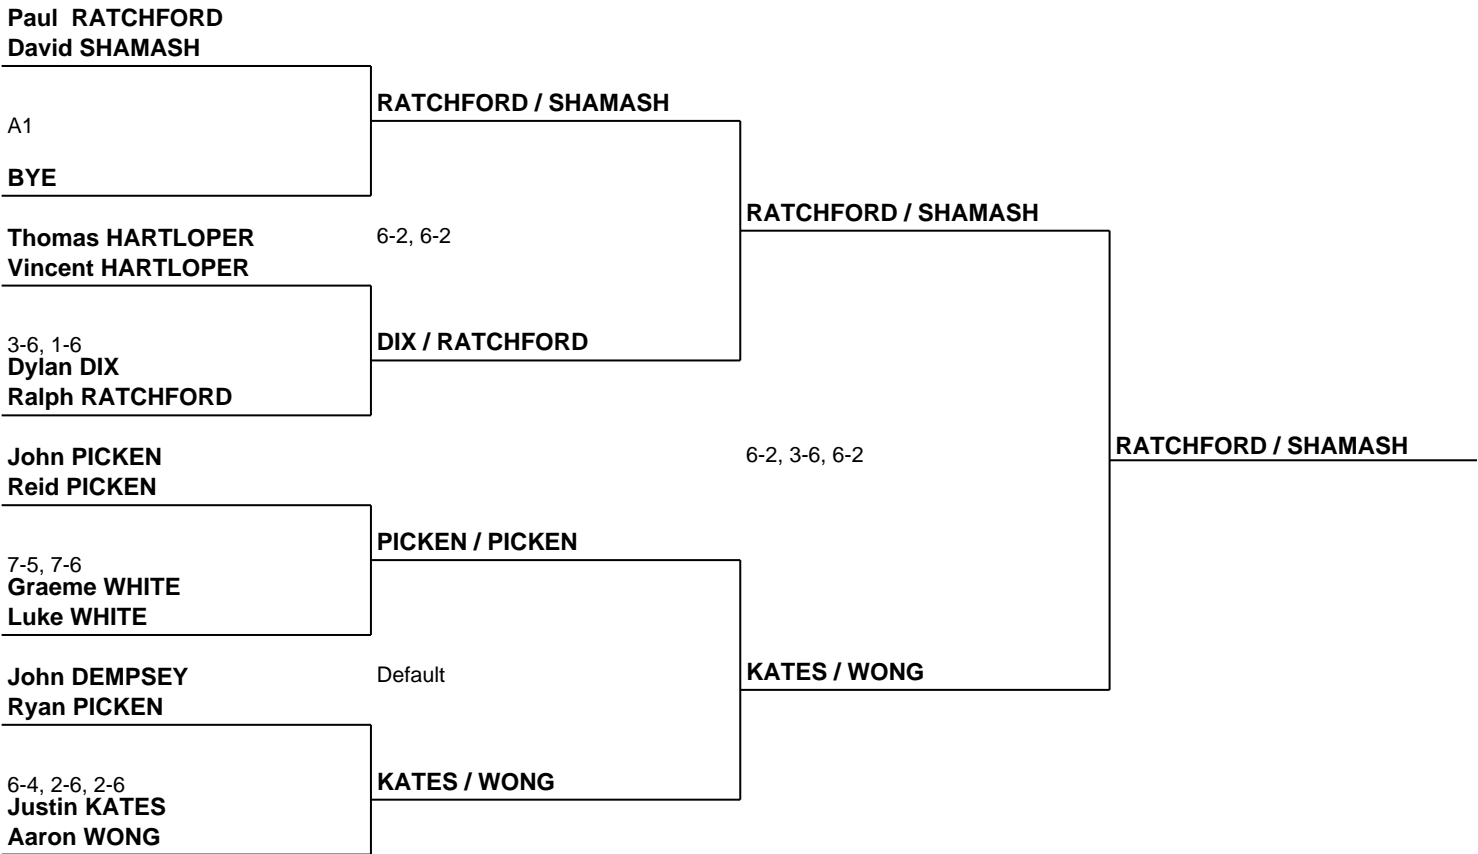 Paul  RATCHFORD
David SHAMASH
RATCHFORD / SHAMASH
A1
BYE
RATCHFORD / SHAMASH
Thomas HARTLOPER
Vincent HARTLOPER
6-2, 6-2
3-6, 1-6
DIX / RATCHFORD
Dylan DIX
Ralph RATCHFORD
RATCHFORD / SHAMASH
John PICKEN
Reid PICKEN
6-2, 3-6, 6-2
PICKEN / PICKEN
7-5, 7-6
Graeme WHITE
Luke WHITE
John DEMPSEY
Ryan PICKEN
Default
KATES / WONG
6-4, 2-6, 2-6
KATES / WONG
Justin KATES
Aaron WONG